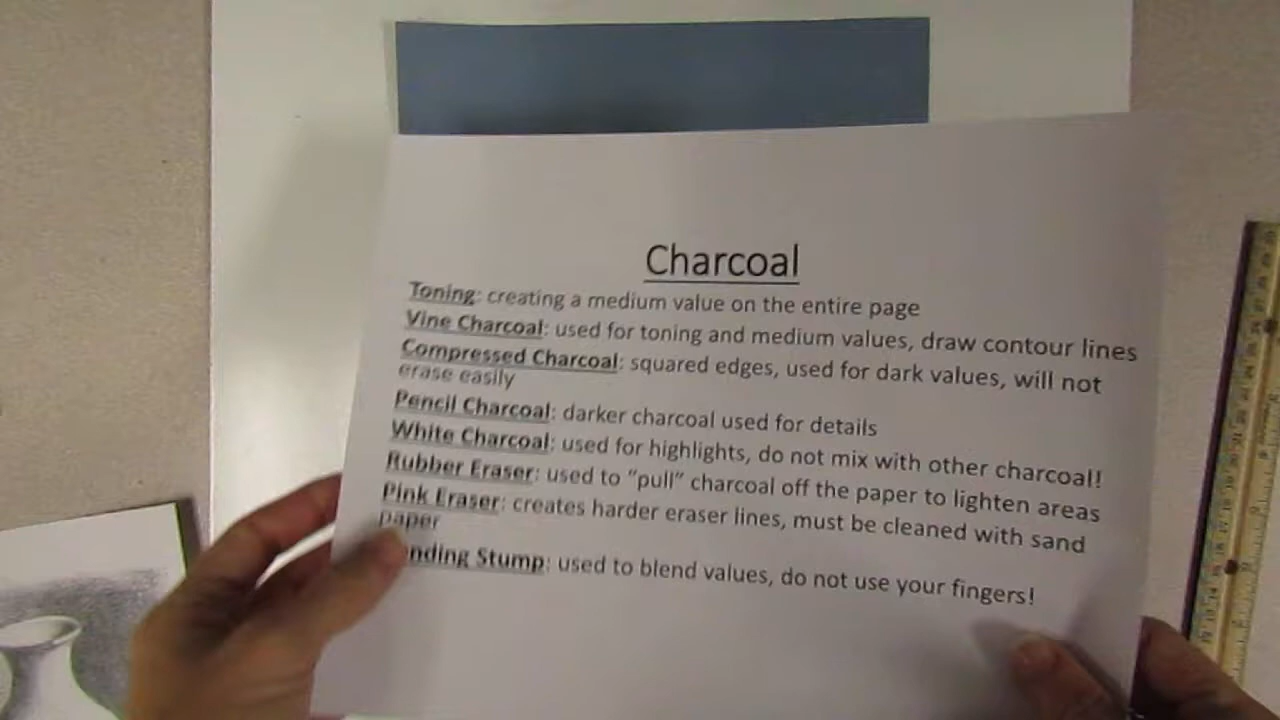 Charcoal
Toning: creating a medium value on the entire page
Vine Charcoal: used for toning and medium values, draw contour lines
Compressed Charcoal: squared edges, used for dark values, will not
erase easily
Pencil Charcoal: darker charcoal used for details
White Charcoal: used for highlights, do not mix with other charcoal!
Rubber Eraser: used to “pull” charcoal off the paper to lighten areas
Pink Eraser: creates harder eraser lines, must be cleaned with sand
paper
nding Stump: used to blend values, do not use your fingers!